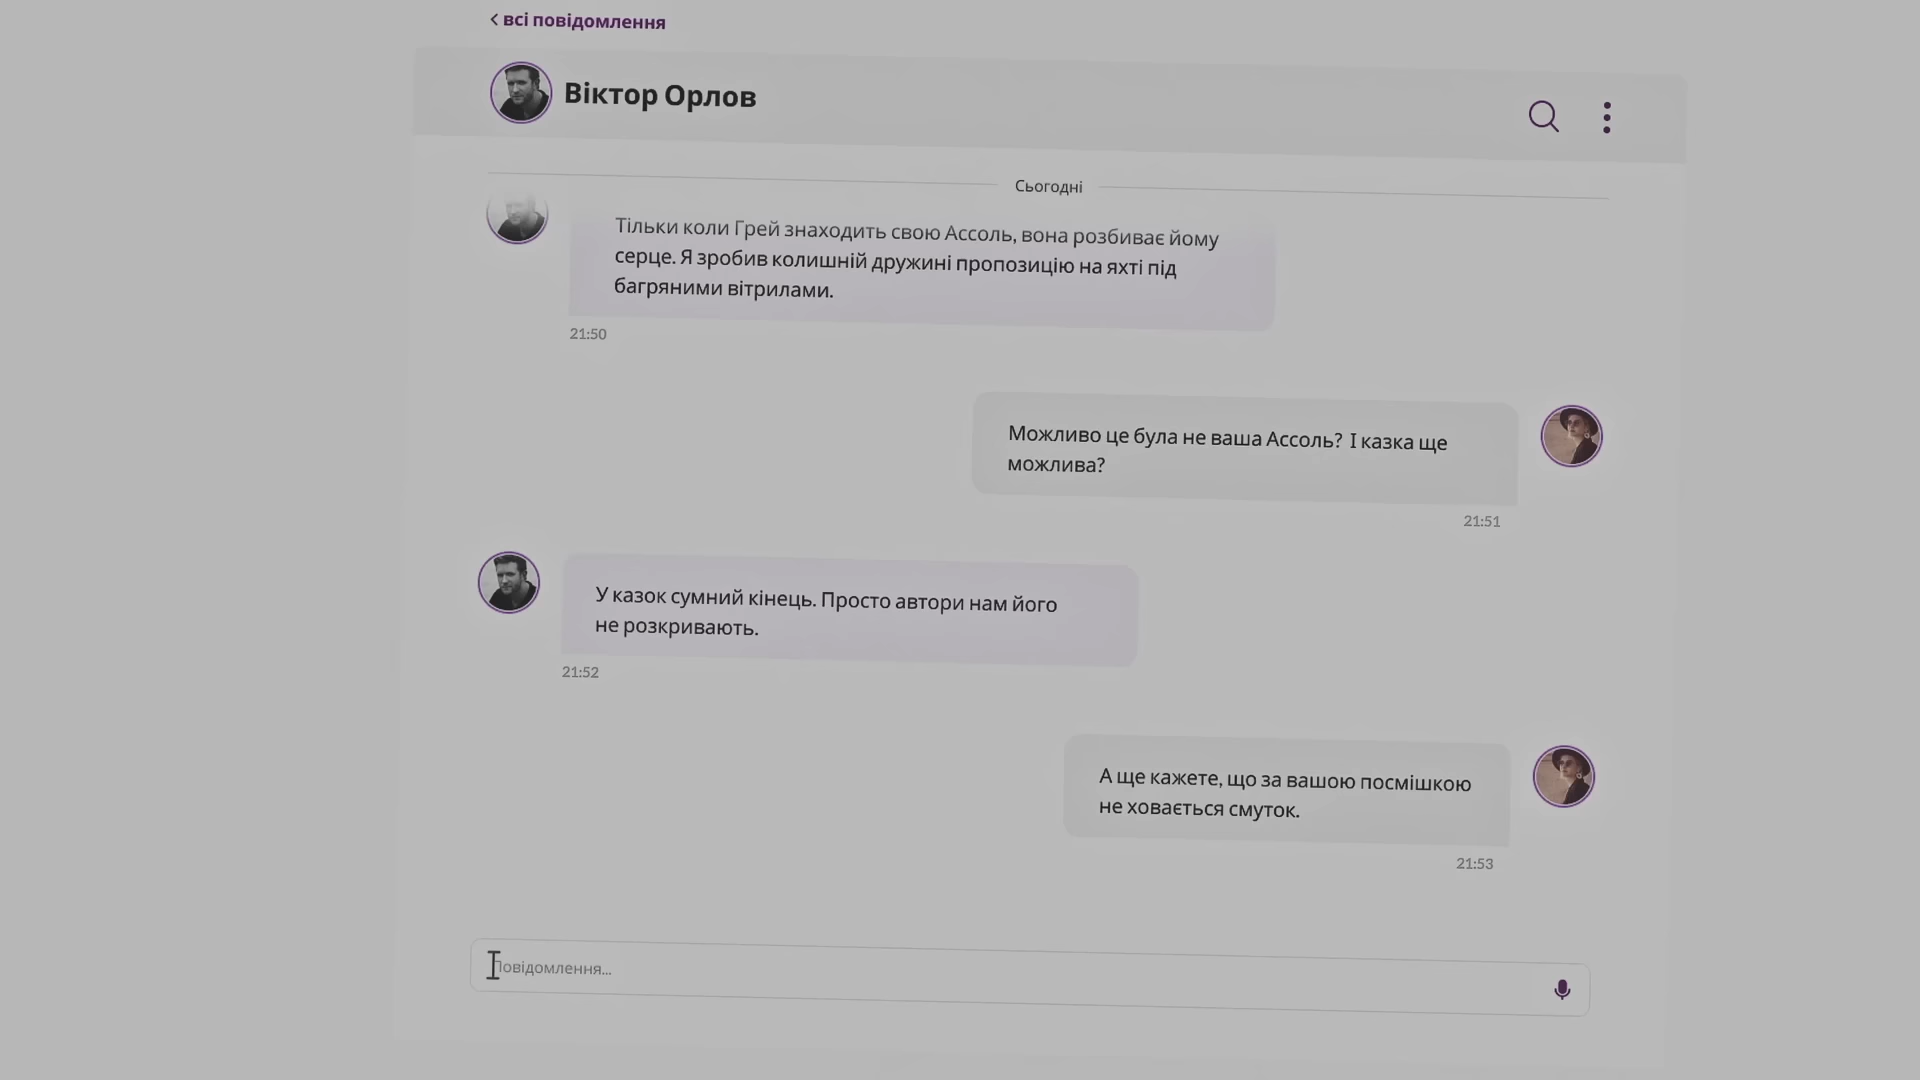 всі повідомлення
Віктор Орлов
Сьогодні
Тільки коли Грей знаходить свою Ассоль, вона розбиває йому
серце. Я зробив колишній дружині пропозицію на яхті під
багряними вітрилами.
21:50
Можливо це була не ваша Ассоль? І казка ще
можлива?
21:51
У казок сумний кінець. Просто автори нам його
не розкривають.
21:52
А ще кажете, що за вашою посмішкою
не ховається смуток.
21:53
Повідомлення...